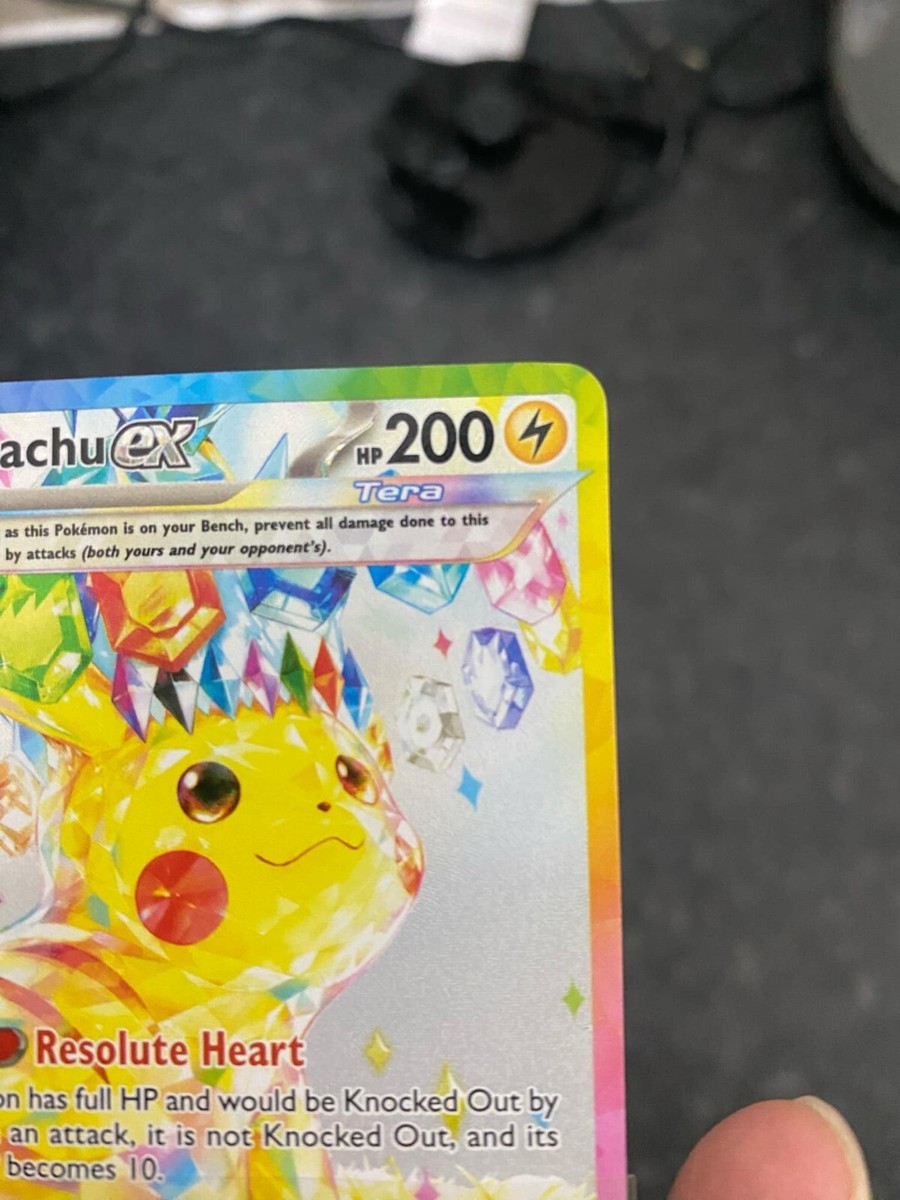 achu ex HP 200
Tera
as this Pokémon is on your Bench, prevent all damage done to this
by attacks (both yours and your opponent's).
Resolute Heart
on has full HP and would be Knocked Out by
an attack, it is not Knocked Out, and its
becomes 10.